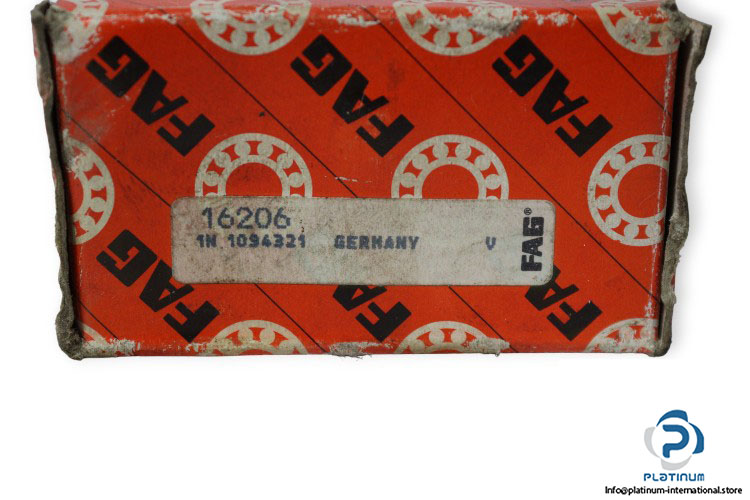 FAG
FAG
FAG
16206
1N 1094321 GERMANY V
FAG®
FAG
FAG
FAG
PLATINUM
Info@platinum-international.store